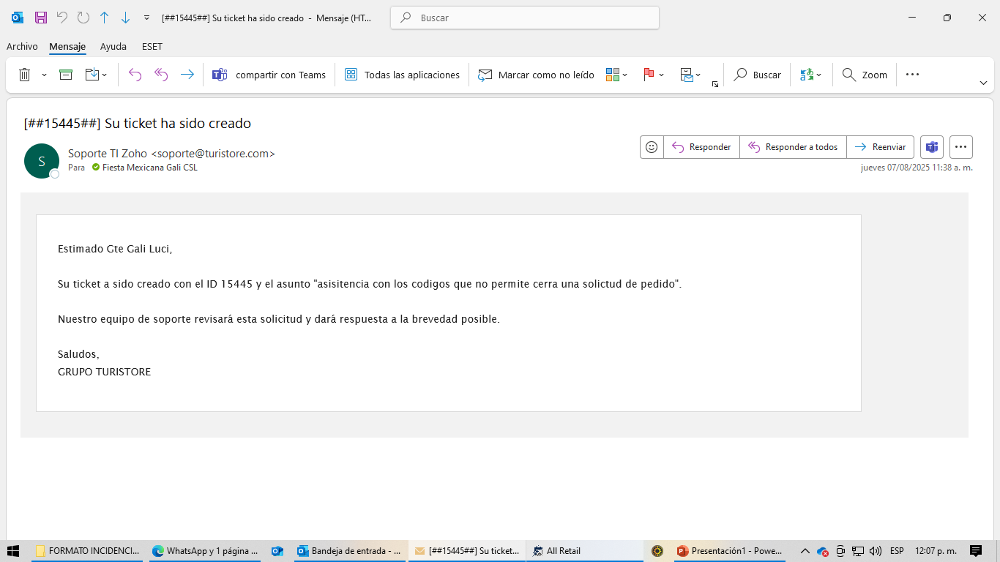 [##15445##] Su ticket ha sido creado - Mensaje (HT...
Buscar
Archivo Mensaje Ayuda ESET
compartir con Teams Todas las aplicaciones Marcar como no leído Buscar Zoom
[##15445##] Su ticket ha sido creado
S
Soporte TI Zoho <soporte@turistore.com>
Responder Responder a todos Reenviar
Para Fiesta Mexicana Gali CSL
jueves 07/08/2025 11:38 a. m.
Estimado Gte Gali Luci,
Su ticket a sido creado con el ID 15445 y el asunto "asisitencia con los codigos que no permite cerra una solictud de pedido".
Nuestro equipo de soporte revisará esta solicitud y dará respuesta a la brevedad posible.
Saludos,
GRUPO TURISTORE
FORMATO INCIDENCI... WhatsApp y 1 página ... Bandeja de entrada - ... [##15445##] Su ticket... All Retail Presentación1 - Powe... ESP 12:07 p. m.